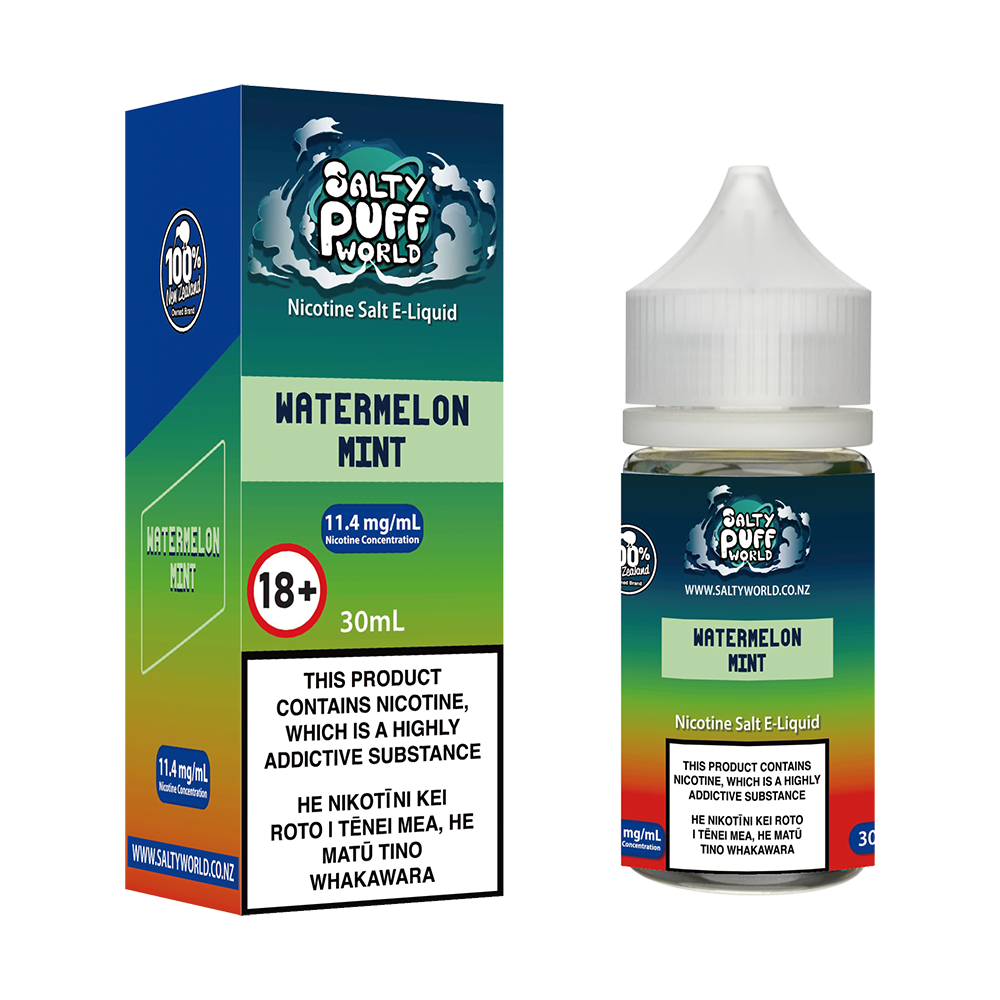 100%
New Zealand
Owned Brand
WATERMELON
MINT
11.4 mg/mL
Nicotine Concentration
WWW.SALTYWORLD.CO.NZ
SALTY
PUFF
WORLD
Nicotine Salt E-Liquid
WATERMELON
MINT
11.4 mg/mL
Nicotine Concentration
18+
30mL
THIS PRODUCT
CONTAINS NICOTINE,
WHICH IS A HIGHLY
ADDICTIVE SUBSTANCE
HE NIKOTĪNI KEI
ROTO I TĒNEI MEA, HE
MATŪ TINO
WHAKAWARA
SALTY
PUFF
WORLD
00%
Zealand
Owned Brand
WWW.SALTYWORLD.CO.NZ
WATERMELON
MINT
Nicotine Salt E-Liquid
THIS PRODUCT CONTAINS
NICOTINE, WHICH IS A HIGHLY
ADDICTIVE SUBSTANCE
HE NIKOTĪNI KEI ROTO
I TĒNEI MEA, HE MATŪ
TINO WHAKAWARA
mg/mL
Concentration
30